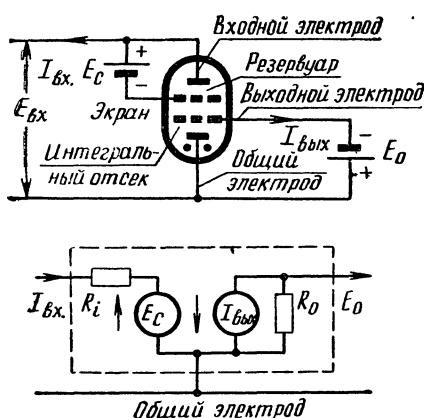 Входной электрод
+
Iвх. Ec
-
Резервуар
Выходной электрод
Eвх
Экран
Iвых
-
E0
+
Интеграль-
ный отсек
Общий
электрод
Iвх. Ri Ec Iвых R0 E0
Общий электрод